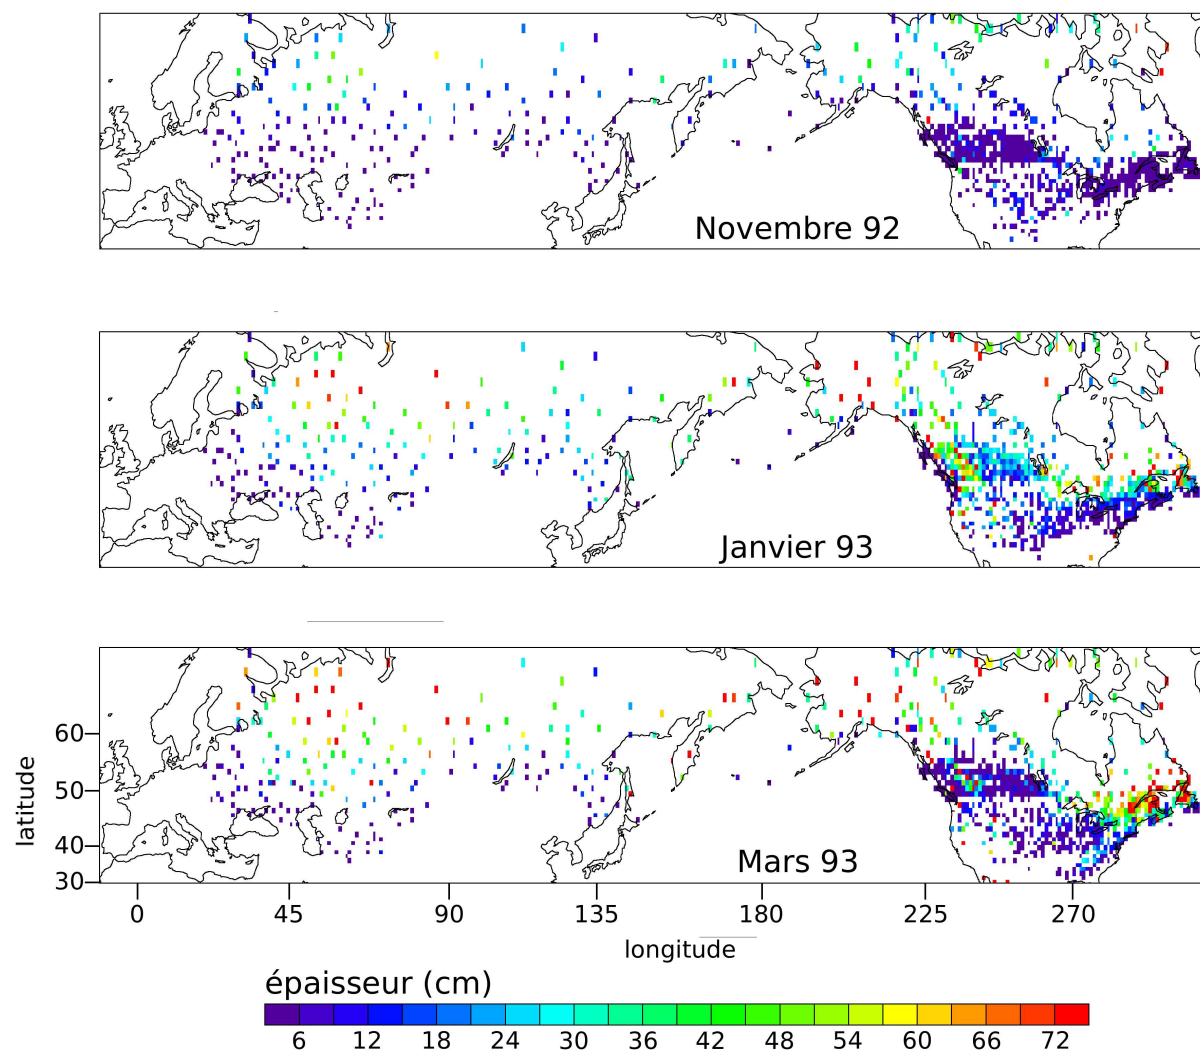 Novembre 92
Janvier 93
Mars 93
latitude
60
50
40
30
0 45 90 135 180 225 270
longitude
épaisseur (cm)
6 12 18 24 30 36 42 48 54 60 66 72